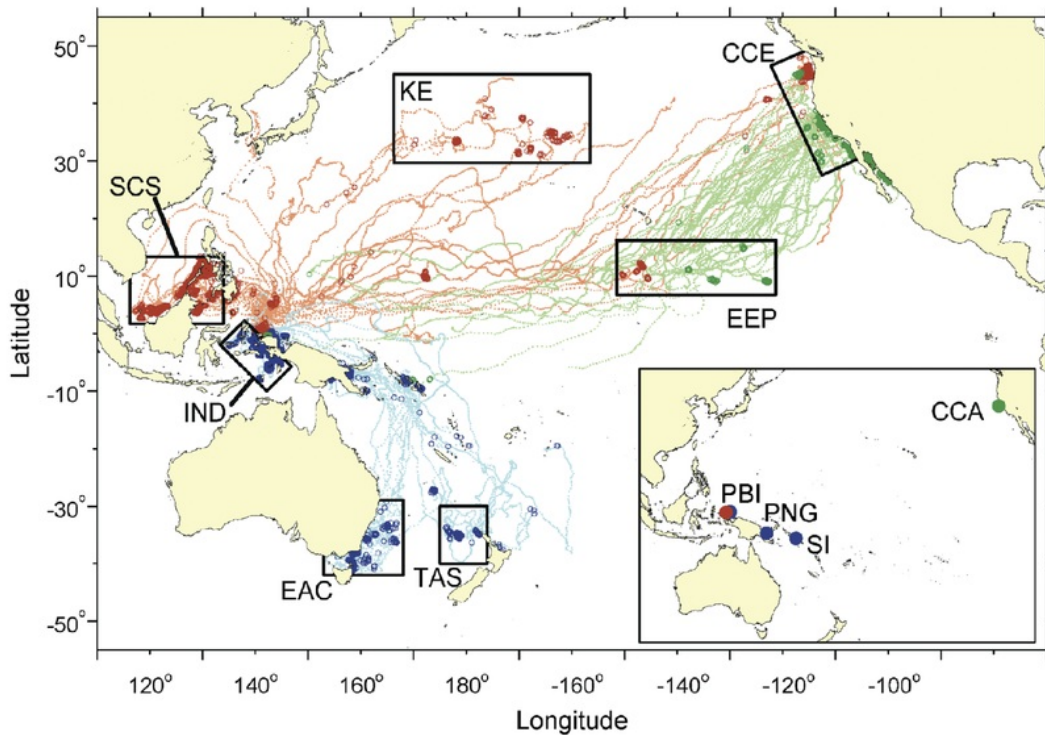 50°
30°
10°
-10°
-30°
-50°
Latitude
KE
CCE
SCS
EEP
IND
EAC
TAS
CCA
PBI
PNG
SI
120°
140°
160°
180°
-160°
-140°
-120°
-100°
Longitude